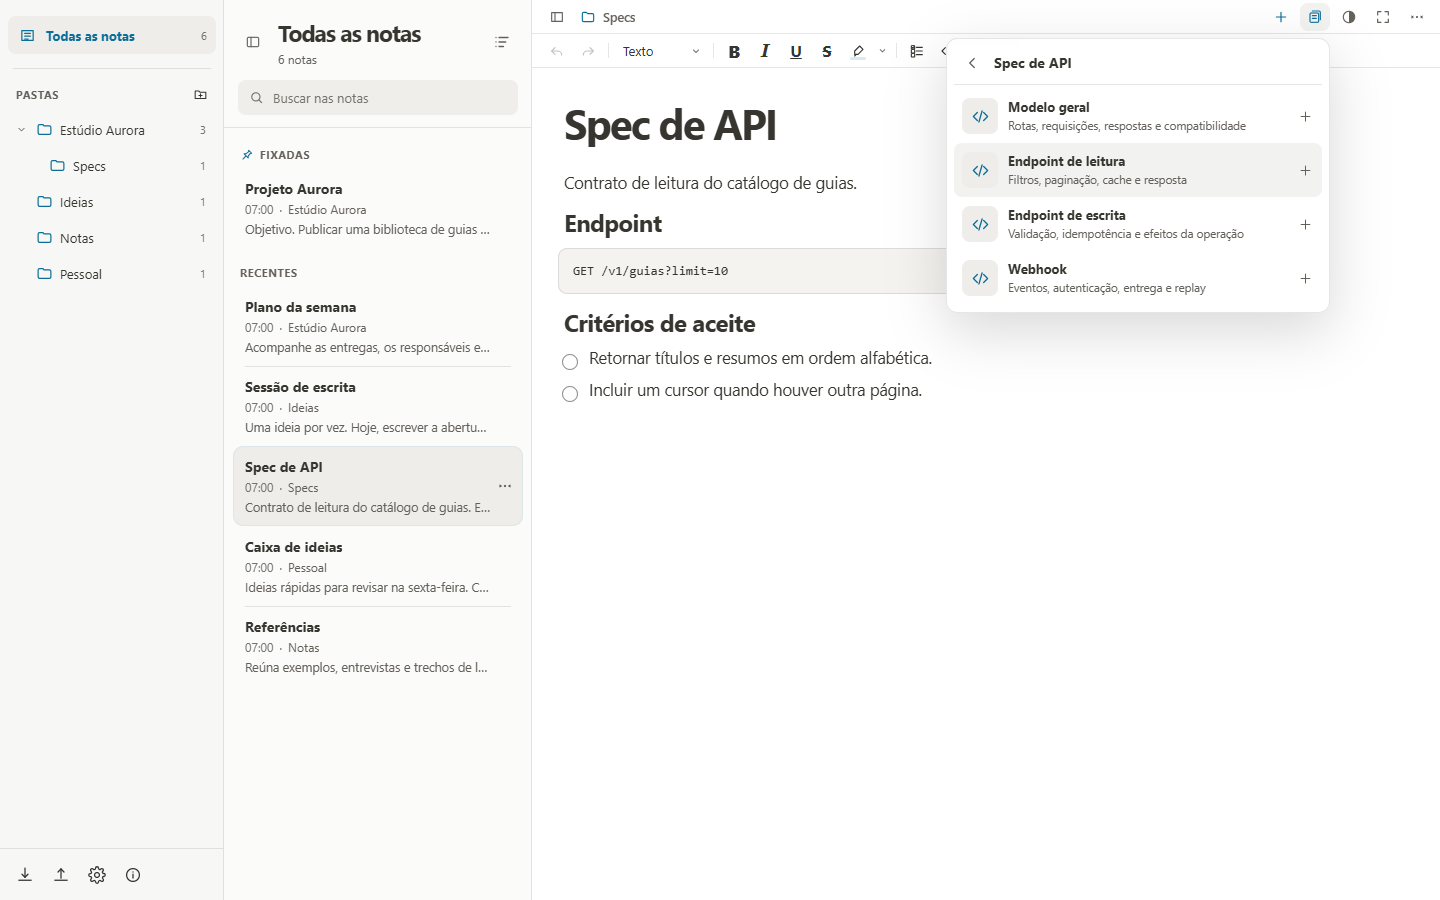 Todas as notas
6
PASTAS
Estúdio Aurora
3
Specs
1
Ideias
1
Notas
1
Pessoal
1
Todas as notas
6 notas
Buscar nas notas
FIXADAS
Projeto Aurora
07:00 · Estúdio Aurora
Objetivo. Publicar uma biblioteca de guias ...
RECENTES
Plano da semana
07:00 · Estúdio Aurora
Acompanhe as entregas, os responsáveis e...
Sessão de escrita
07:00 · Ideias
Uma ideia por vez. Hoje, escrever a abertu...
Spec de API
07:00 · Specs
Contrato de leitura do catálogo de guias. E...
Caixa de ideias
07:00 · Pessoal
Ideias rápidas para revisar na sexta-feira. C...
Referências
07:00 · Notas
Reúna exemplos, entrevistas e trechos de l...
Specs
Texto
B I U S
Spec de API
Contrato de leitura do catálogo de guias.
Endpoint
GET /v1/guias?limit=10
Critérios de aceite
Retornar títulos e resumos em ordem alfabética.
Incluir um cursor quando houver outra página.
Spec de API
Modelo geral
Rotas, requisições, respostas e compatibilidade
Endpoint de leitura
Filtros, paginação, cache e resposta
Endpoint de escrita
Validação, idempotência e efeitos da operação
Webhook
Eventos, autenticação, entrega e replay